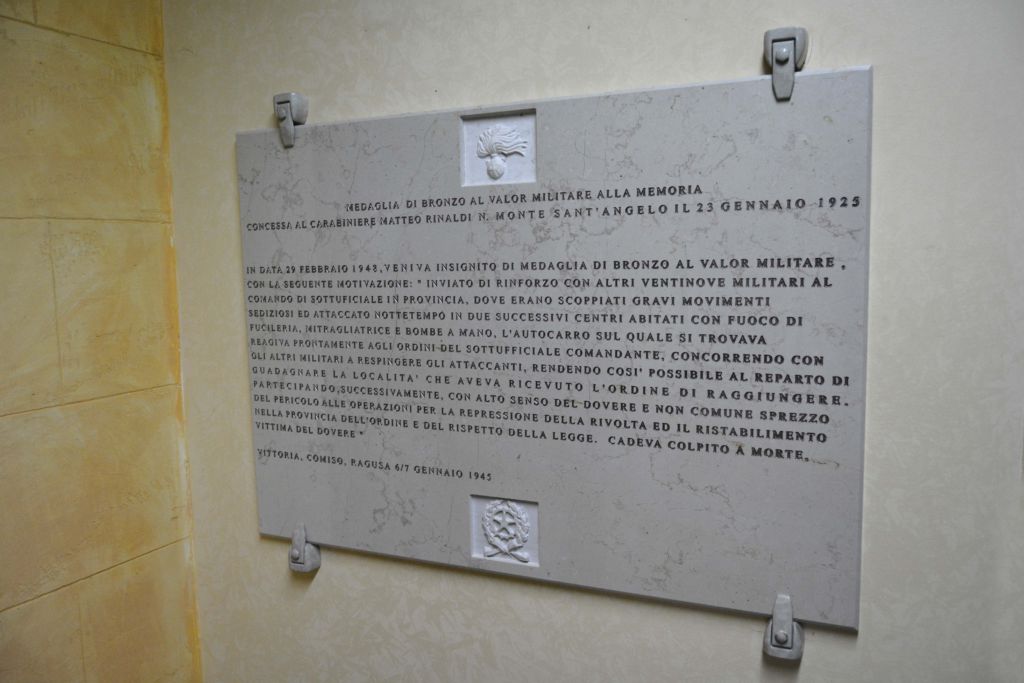 MEDAGLIA DI BRONZO AL VALOR MILITARE ALLA MEMORIA
CONCESSA AL CARABINIERE MATTEO RINALDI N. MONTE SANT'ANGELO IL 23 GENNAIO 1925
IN DATA 29 FEBBRAIO 1948, VENIVA INSIGNITO DI MEDAGLIA DI BRONZO AL VALOR MILITARE,
CON LA SEGUENTE MOTIVAZIONE: " INVIATO DI RINFORZO CON ALTRI VENTINOVE MILITARI AL
COMANDO DI SOTTUFICIALE IN PROVINCIA, DOVE ERANO SCOPPIATI GRAVI MOVIMENTI
SEDIZIOSI ED ATTACCATO NOTTETEMPO IN DUE SUCCESSIVI CENTRI ABITATI CON FUOCO DI
FUCILERIA, MITRAGLIATRICE E BOMBE A MANO, L'AUTOCARRO SUL QUALE SI TROVAVA
REAGIVA PRONTAMENTE AGLI ORDINI DEL SOTTUFFICIALE COMANDANTE, CONCORRENDO CON
GLI ALTRI MILITARI A RESPINGERE GLI ATTACCANTI, RENDENDO COSI' POSSIBILE AL REPARTO DI
GUADAGNARE LA LOCALITA' CHE AVEVA RICEVUTO L'ORDINE DI RAGGIUNGERE.
PARTECIPANDO,SUCCESSIVAMENTE, CON ALTO SENSO DEL DOVERE E NON COMUNE SPREZZO
DEL PERICOLO ALLE OPERAZIONI PER LA REPRESSIONE DELLA RIVOLTA ED IL RISTABILIMENTO
NELLA PROVINCIA DELL'ORDINE E DEL RISPETTO DELLA LEGGE. CADEVA COLPITO A MORTE,
VITTIMA DEL DOVERE "
VITTORIA, COMISO, RAGUSA 6/7 GENNAIO 1945